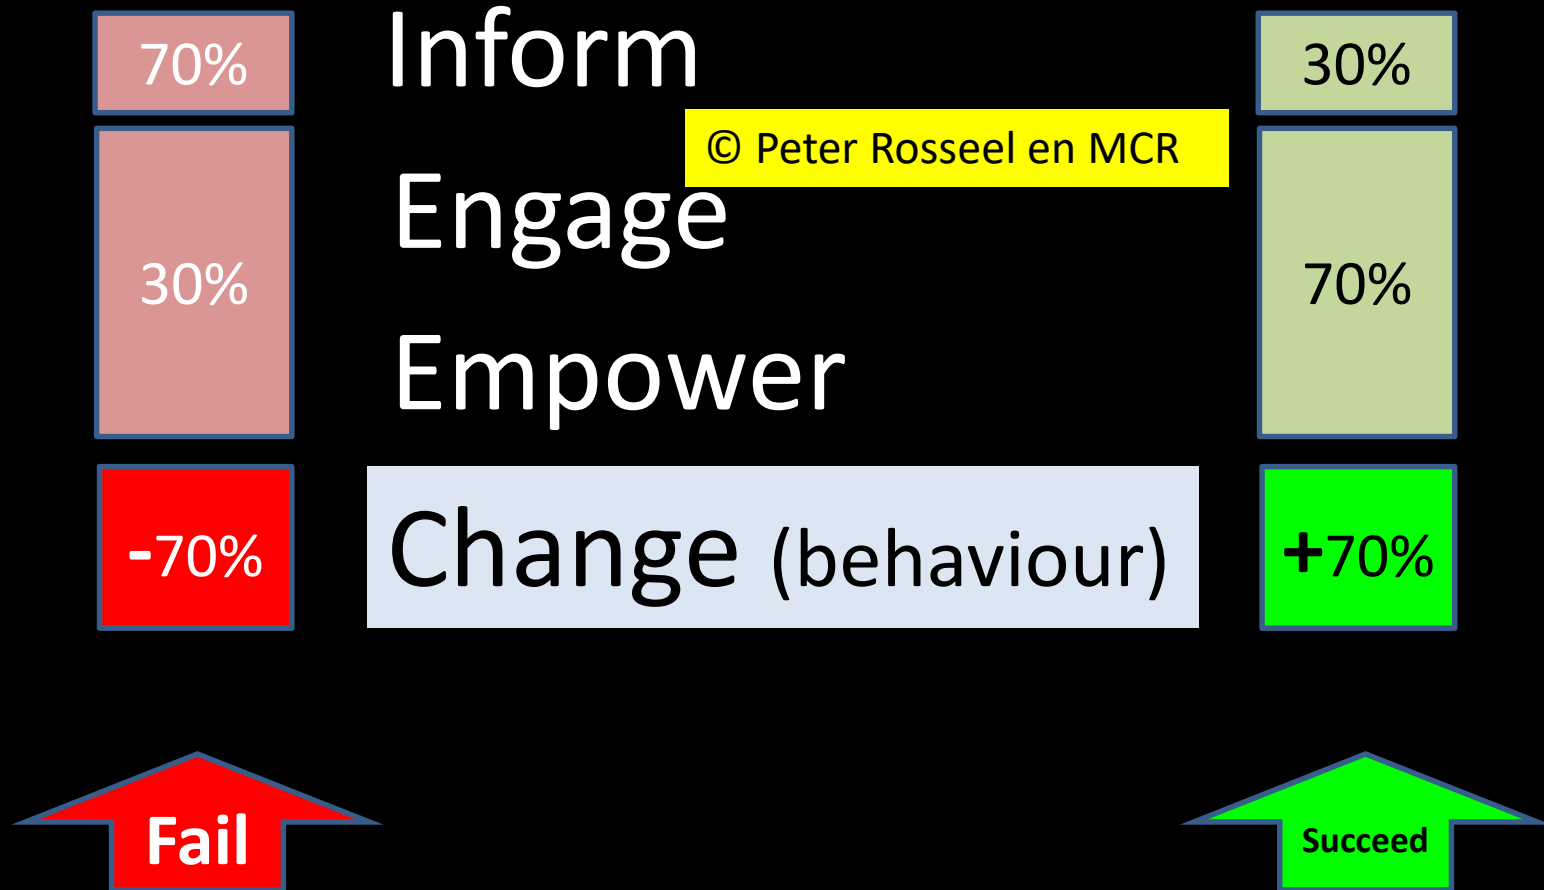 70%
Inform
30%
© Peter Rosseel en MCR
Engage
30%
70%
Empower
-70%
Change (behaviour)
+70%
Fail
Succeed